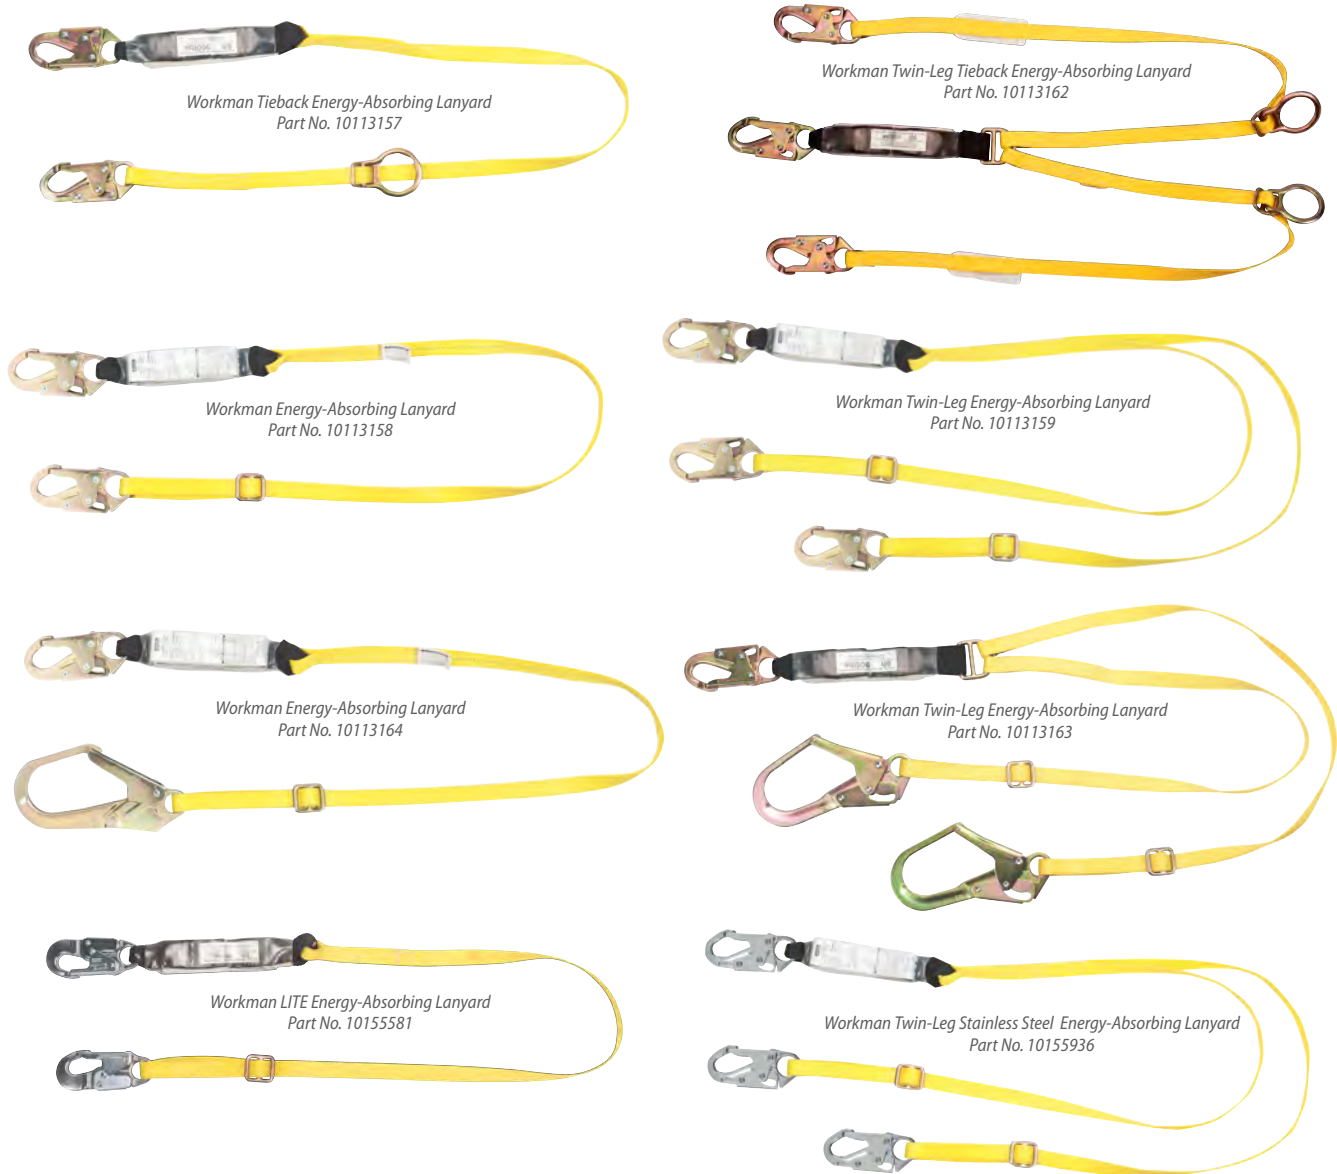 Workman Tieback Energy-Absorbing Lanyard
Part No. 10113157
Workman Twin-Leg Tieback Energy-Absorbing Lanyard
Part No. 10113162
Workman Energy-Absorbing Lanyard
Part No. 10113158
Workman Twin-Leg Energy-Absorbing Lanyard
Part No. 10113159
Workman Energy-Absorbing Lanyard
Part No. 10113164
Workman Twin-Leg Energy-Absorbing Lanyard
Part No. 10113163
Workman LITE Energy-Absorbing Lanyard
Part No. 10155581
Workman Twin-Leg Stainless Steel Energy-Absorbing Lanyard
Part No. 10155936